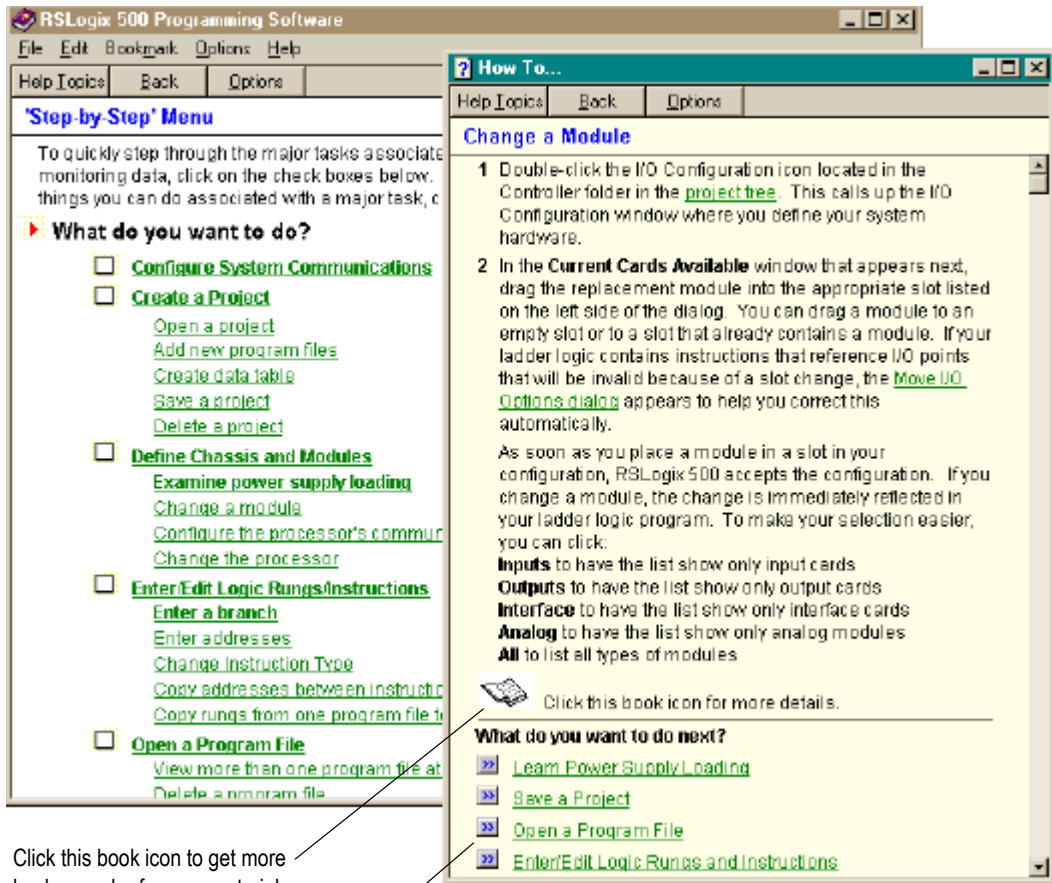 RSLogix 500 Programming Software
File Edit Bookmark Options Help
Help Topics Back Options
'Step-by-Step' Menu
To quickly step through the major tasks associate
monitoring data, click on the check boxes below.
things you can do associated with a major task, c
What do you want to do?
Configure System Communications
Create a Project
Open a project
Add new program files
Create data table
Save a project
Delete a project
Define Chassis and Modules
Examine power supply loading
Change a module
Configure the processor's commun
Change the processor
Enter/Edit Logic Rungs/Instructions
Enter a branch
Enter addresses
Change Instruction Type
Copy addresses between instructio
Copy rungs from one program file t
Open a Program File
View more than one program file at
Delete a program file
How To...
Help Topics Back Options
Change a Module
1 Double-click the I/O Configuration icon located in the
Controller folder in the project tree. This calls up the I/O
Configuration window where you define your system
hardware.
2 In the Current Cards Available window that appears next,
drag the replacement module into the appropriate slot listed
on the left side of the dialog. You can drag a module to an
empty slot or to a slot that already contains a module. If your
ladder logic contains instructions that reference I/O points
that will be invalid because of a slot change, the Move I/O
Options dialog appears to help you correct this
automatically.
As soon as you place a module in a slot in your
configuration, RSLogix 500 accepts the configuration. If you
change a module, the change is immediately reflected in
your ladder logic program. To make your selection easier,
you can click:
Inputs to have the list show only input cards
Outputs to have the list show only output cards
Interface to have the list show only interface cards
Analog to have the list show only analog modules
All to list all types of modules
Click this book icon for more details.
What do you want to do next?
Learn Power Supply Loading
Save a Project
Open a Program File
Enter/Edit Logic Rungs and Instructions
Click this book icon to get more